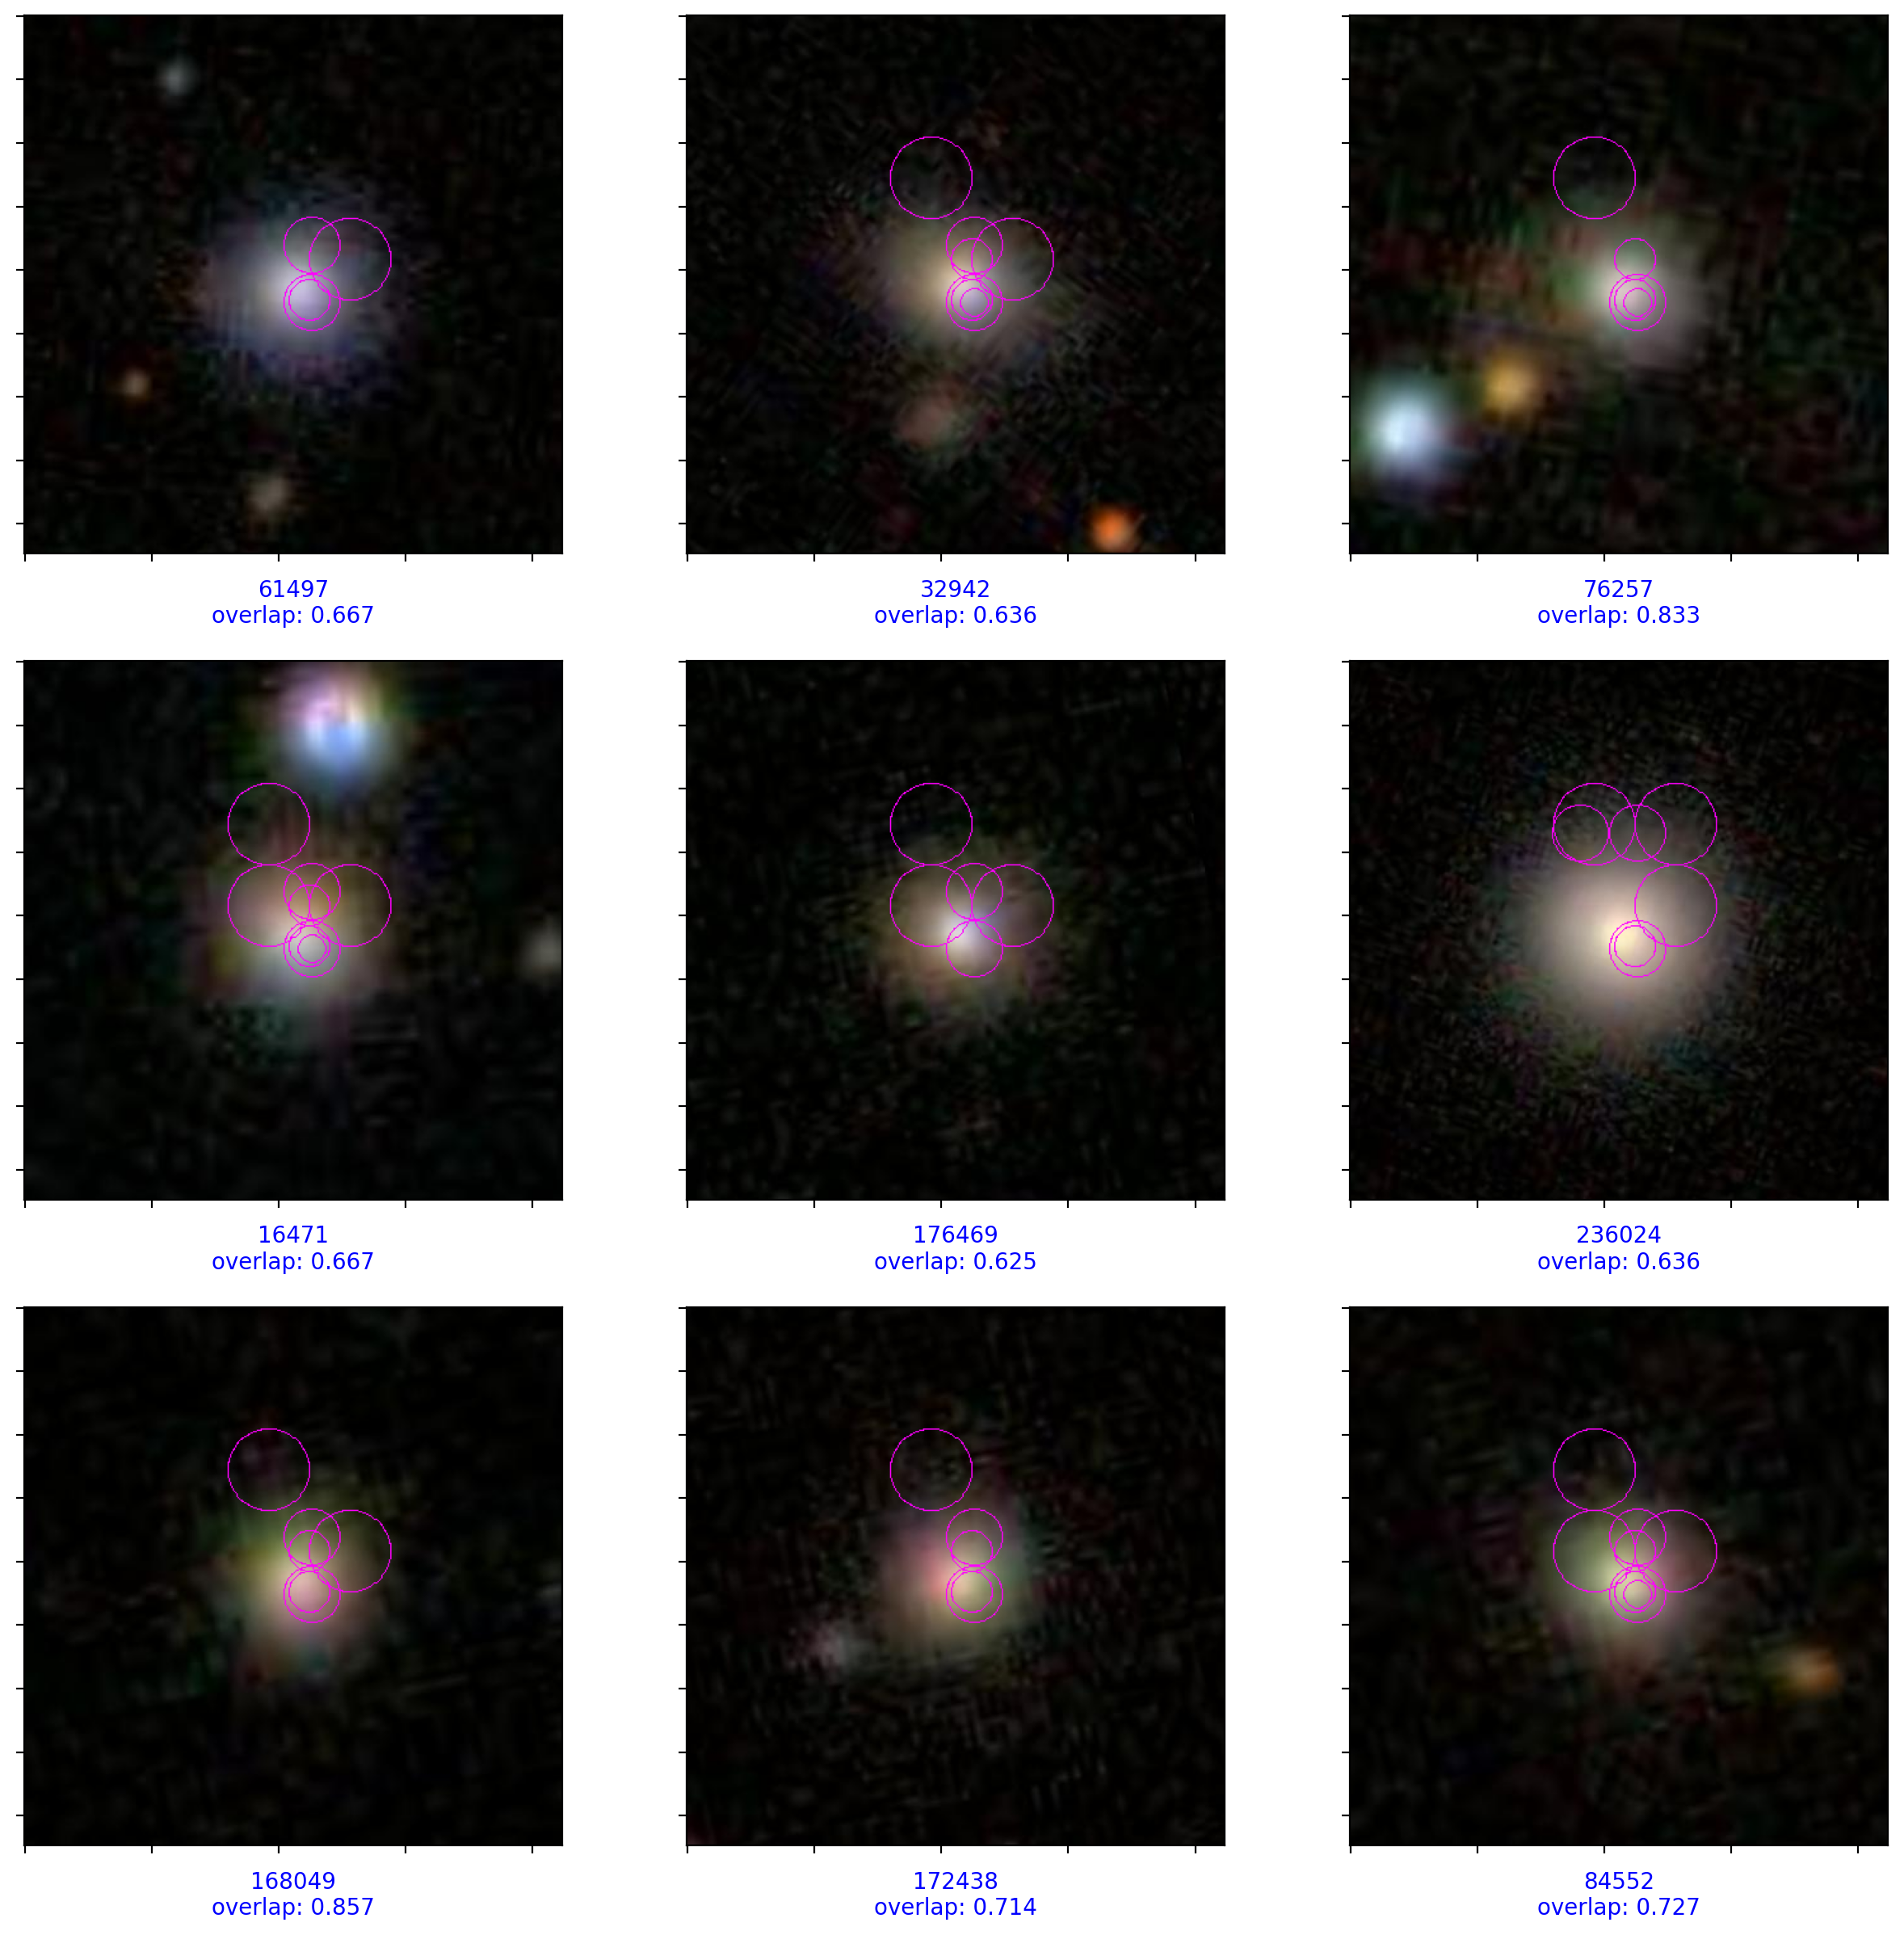 61497
overlap: 0.667
32942
overlap: 0.636
76257
overlap: 0.833
16471
overlap: 0.667
176469
overlap: 0.625
236024
overlap: 0.636
168049
overlap: 0.857
172438
overlap: 0.714
84552
overlap: 0.727